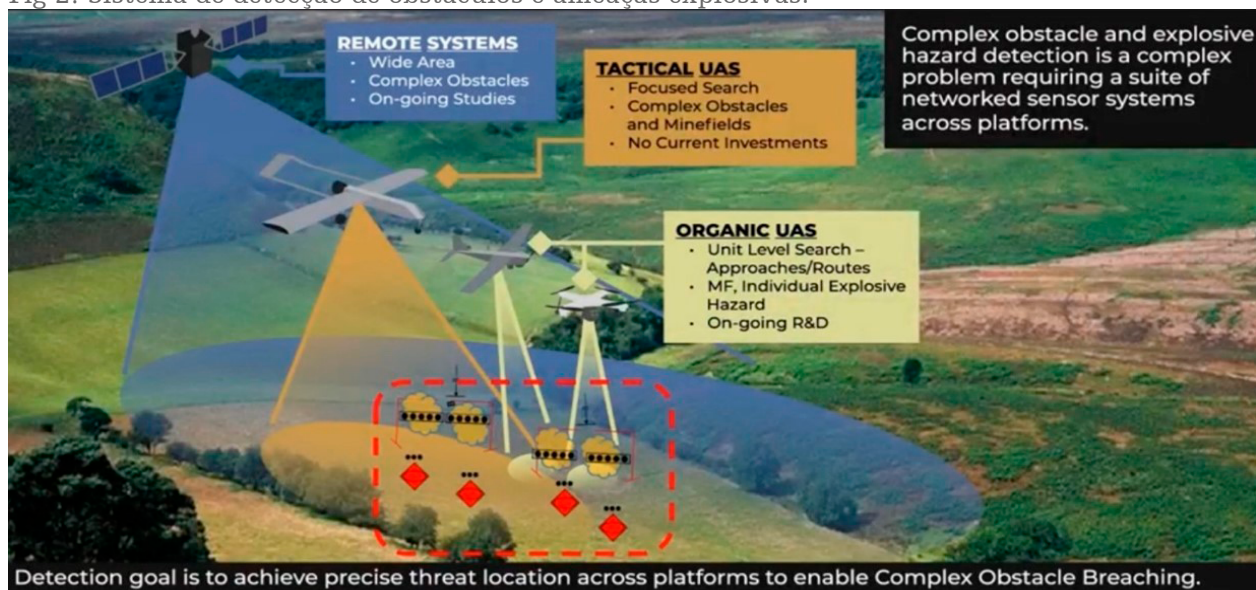 Fig 2: Sistema de detecção de obstáculos e ameaças explosivas.
REMOTE SYSTEMS
• Wide Area
• Complex Obstacles
• On-going Studies
TACTICAL UAS
• Focused Search
• Complex Obstacles
and Minefields
• No Current Investments
Complex obstacle and explosive
hazard detection is a complex
problem requiring a suite of
networked sensor systems
across platforms.
ORGANIC UAS
• Unit Level Search –
Approaches/Routes
• MF, Individual Explosive
Hazard
• On-going R&D
Detection goal is to achieve precise threat location across platforms to enable Complex Obstacle Breaching.